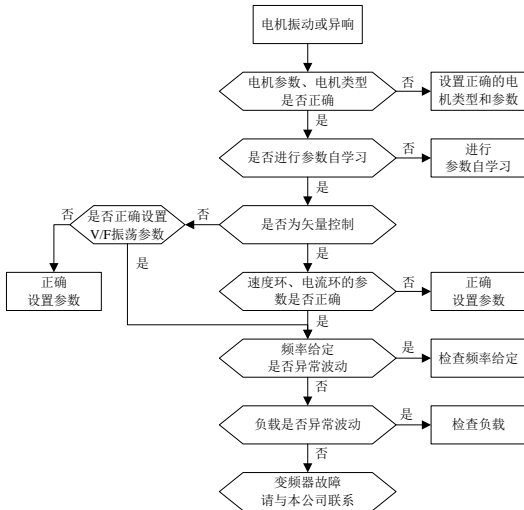 电机振动或异响
电机参数、电机类型
是否正确
否
设置正确的电
机类型和参数
是
是否进行参数自学习
否
进行
参数自学习
是
是否为矢量控制
否
是否正确设置
V/F振荡参数
否
正确
设置参数
是
是
速度环、电流环的参
数是否正确
否
正确
设置参数
是
频率给定
是否异常波动
是
检查频率给定
否
负载是否异常波动
是
检查负载
否
变频器故障
请与本公司联系